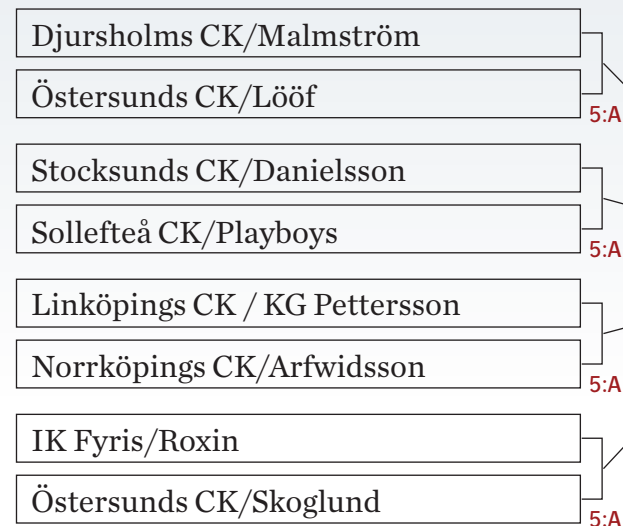 Djursholms CK/Malmström
Östersunds CK/Lööf
5:A
Stocksunds CK/Danielsson
Sollefteå CK/Playboys
5:A
Linköpings CK / KG Pettersson
Norrköpings CK/Arfwidsson
5:A
IK Fyris/Roxin
Östersunds CK/Skoglund
5:A